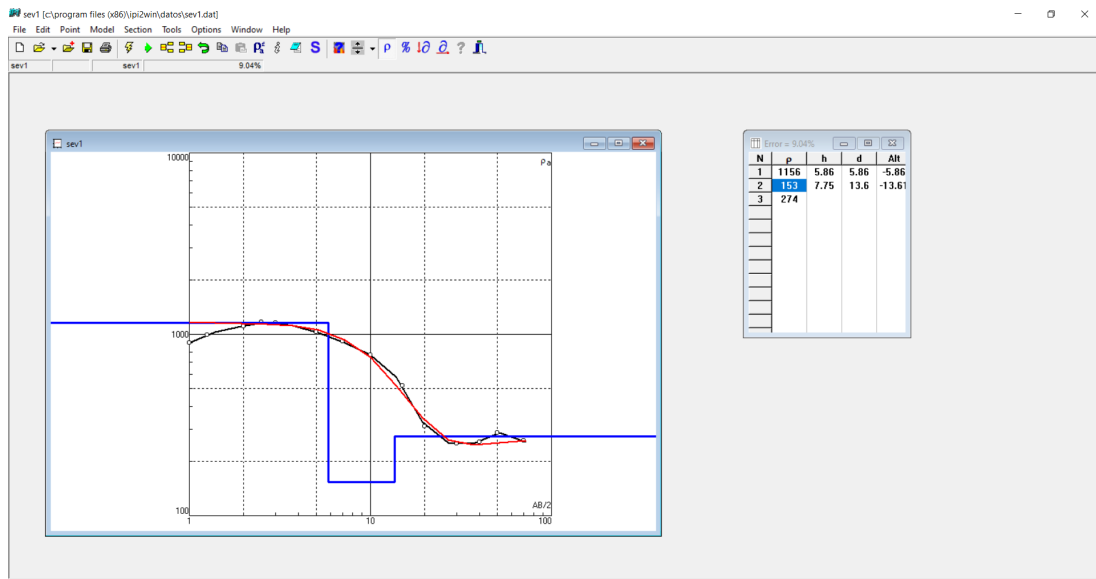 sev1 [c:\program files (x86)\ipi2win\datos\sev1.dat]
File Edit Point Model Section Tools Options Window Help
S ρ % ?
sev1 sev1 9.04%
sev1
10000
ρa
1000
100
AB/2
1 10 100
Error = 9.04%
N ρ h d Alt
1 1156 5.86 5.86 -5.86
2 153 7.75 13.6 -13.61
3 274